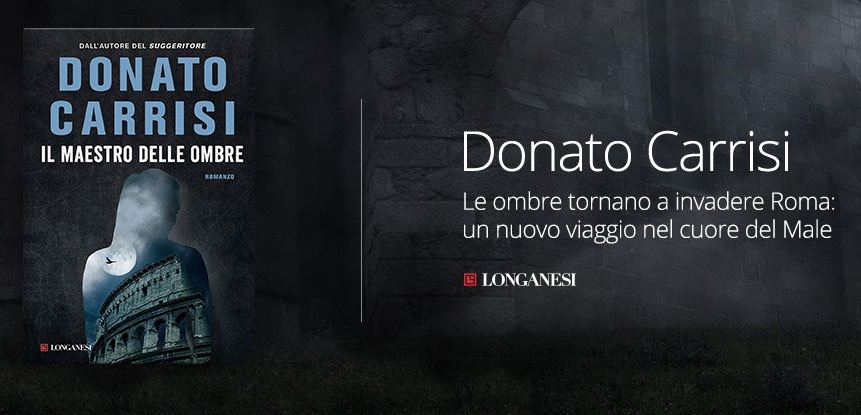 DALL'AUTORE DEL SUGGERITORE
DONATO
CARRISI
IL MAESTRO DELLE OMBRE
ROMANZO
LONGANESI
Donato Carrisi
Le ombre tornano a invadere Roma:
un nuovo viaggio nel cuore del Male
LONGANESI